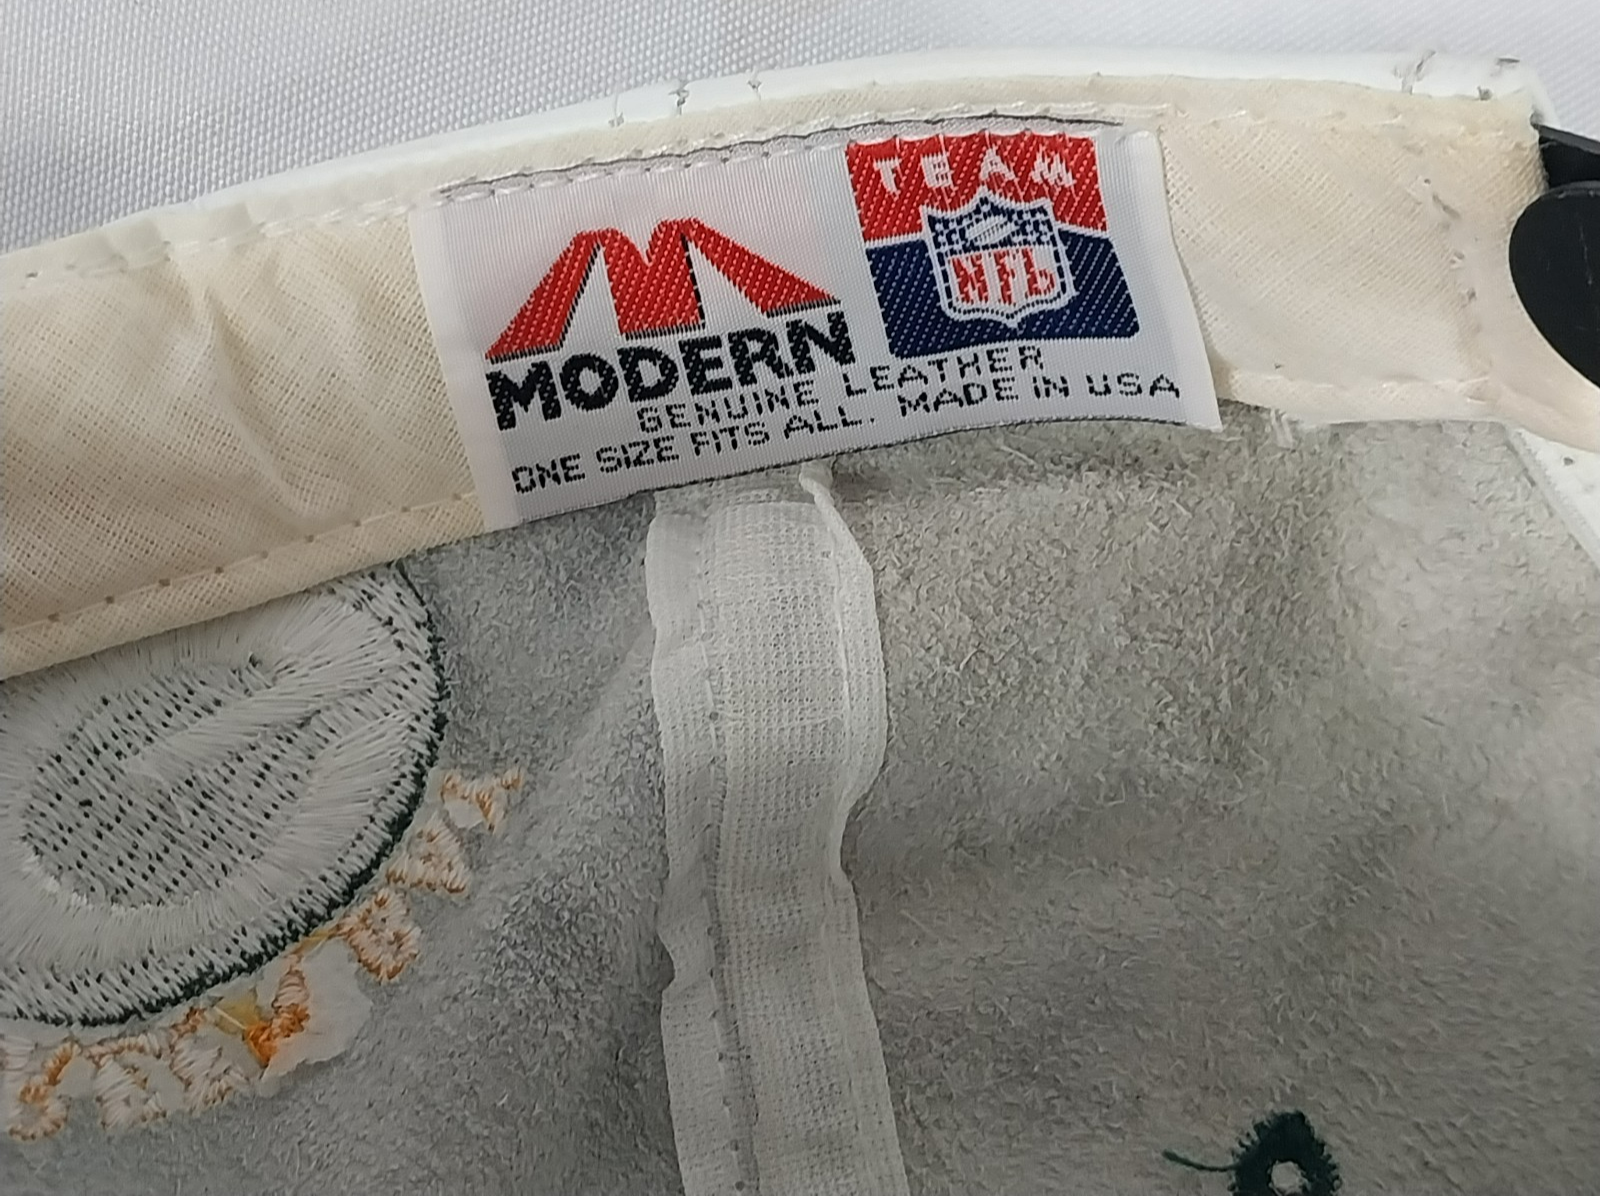 TEAM
NFL
MODERN
GENUINE LEATHER
ONE SIZE FITS ALL. MADE IN USA